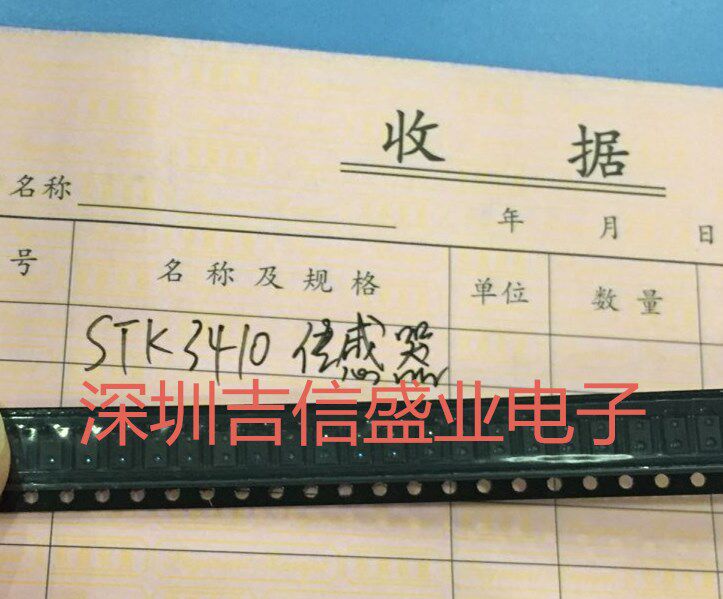 收 据
名称
年 月 日
号 名称及规格 单位 数量
STK3410 传感器
深圳吉信盛业电子